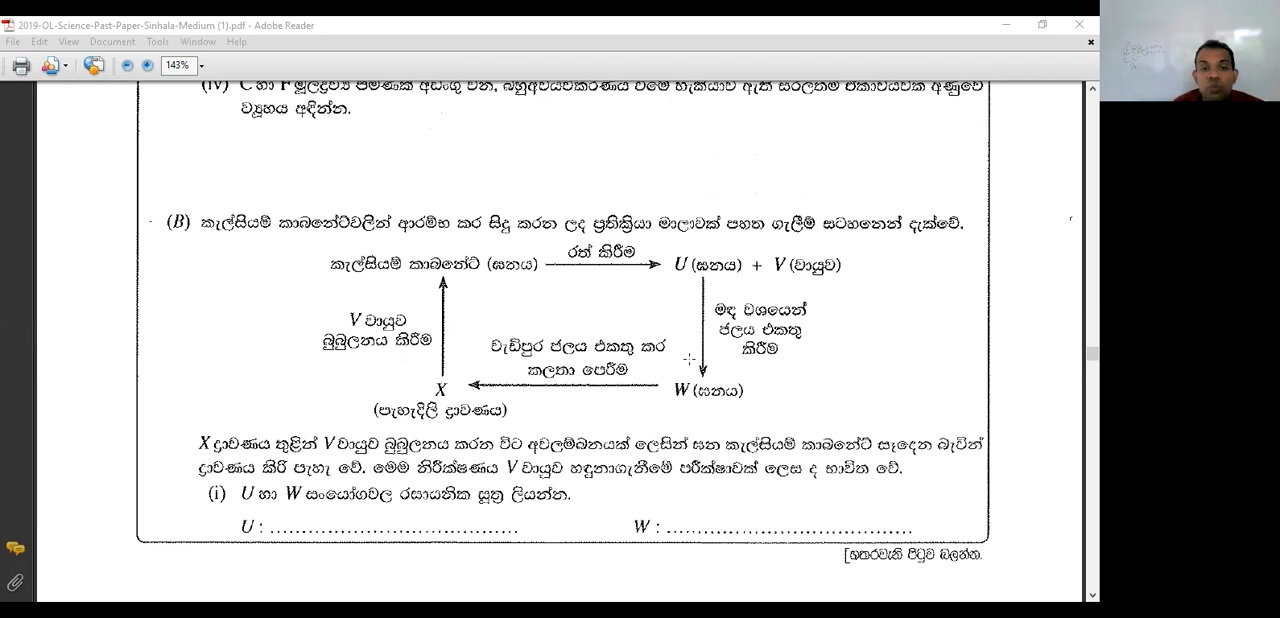 2019-OL-Science-Past-Paper-Sinhala-Medium (1).pdf - Adobe Reader
File Edit View Document Tools Window Help
143%
(iv) C හා F මූලද්‍රව්‍ය පමණක් අඩංගු වන, බහුඅවයවීකරණය වීමේ හැකියාව ඇති සරලතම ඒකාවයවක අණුවේ
ව්‍යුහය අඳින්න.
(B) කැල්සියම් කාබනේට්වලින් ආරම්භ කර සිදු කරන ලද ප්‍රතික්‍රියා මාලාවක් පහත ගැලීම් සටහනෙන් දැක්වේ.
රත් කිරීම
කැල්සියම් කාබනේට් (ඝනය) U (ඝනය) + V (වායුව)
V වායුව
බුබුලනය කිරීම
මඳ වශයෙන්
ජලය එකතු
කිරීම
වැඩිපුර ජලය එකතු කර
කලතා පෙරීම
X
(පැහැදිලි ද්‍රාවණය)
W (ඝනය)
X ද්‍රාවණය තුළින් V වායුව බුබුලනය කරන විට අවලම්බනයක් ලෙසින් ඝන කැල්සියම් කාබනේට් සෑදෙන බැවින්
ද්‍රාවණය කිරි පැහැ වේ. මෙම නිරීක්ෂණය V වායුව හඳුනාගැනීමේ පරීක්ෂාවක් ලෙස ද භාවිත වේ.
(i) U හා W සංයෝගවල රසායනික සූත්‍ර ලියන්න.
U : ...................................... W : ......................................
[හතරවැනි පිටුව බලන්න.